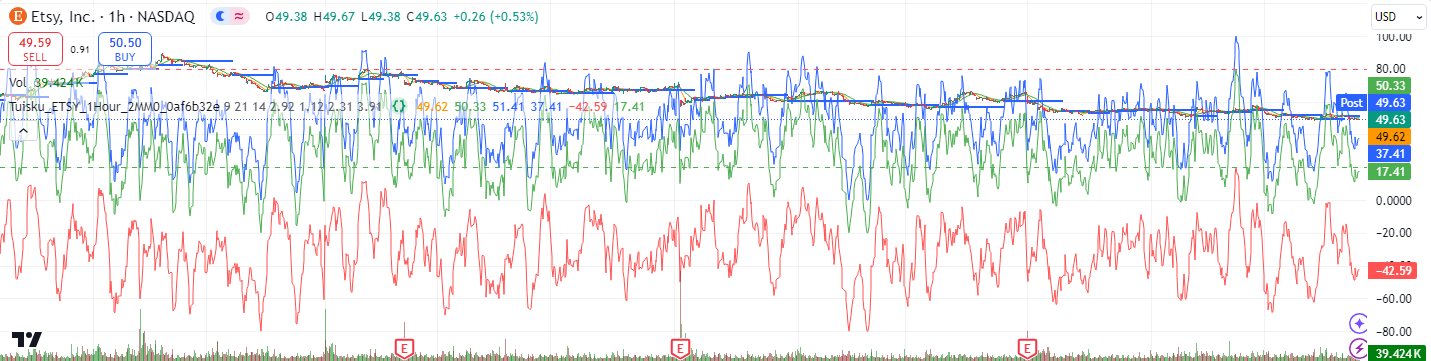 E Etsy, Inc. · 1h · NASDAQ O49.38 H49.67 L49.38 C49.63 +0.26 (+0.53%) USD
49.59 SELL 0.91 50.50 BUY
Vol 39.424K
Tuisku_ETSY_1Hour_2MM0_0af6b32e 9 21 14 2.92 1.12 2.31 3.91 {} 49.62 50.33 51.41 37.41 −42.59 17.41
100.00
80.00
50.33
Post 49.63
49.63
49.62
37.41
17.41
0.0000
−20.00
−42.59
−60.00
−80.00
E E E
39.424K